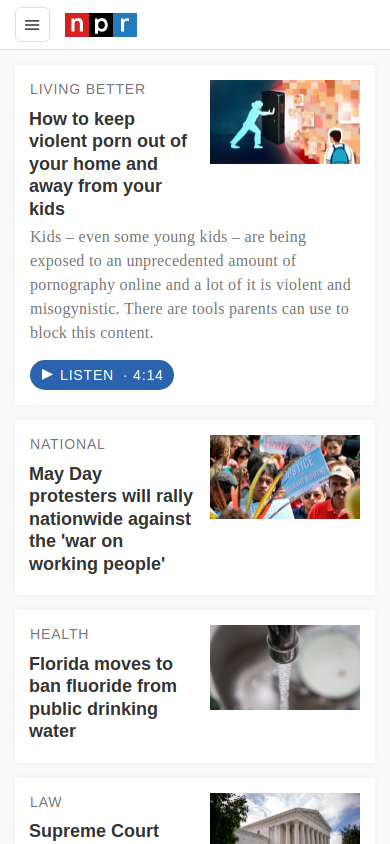 npr
LIVING BETTER
How to keep
violent porn out of
your home and
away from your
kids
Kids – even some young kids – are being
exposed to an unprecedented amount of
pornography online and a lot of it is violent and
misogynistic. There are tools parents can use to
block this content.
LISTEN · 4:14
NATIONAL
May Day
protesters will rally
nationwide against
the 'war on
working people'
JUSTICE
HEALTH
Florida moves to
ban fluoride from
public drinking
water
LAW
Supreme Court